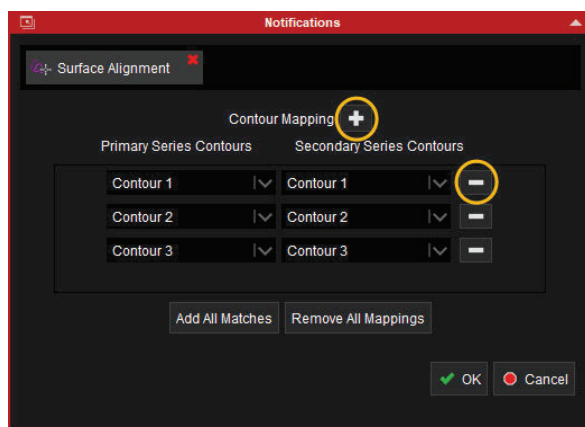 Notifications
Surface Alignment
Contour Mapping
Primary Series Contours Secondary Series Contours
Contour 1 Contour 1
Contour 2 Contour 2
Contour 3 Contour 3
Add All Matches Remove All Mappings
OK Cancel